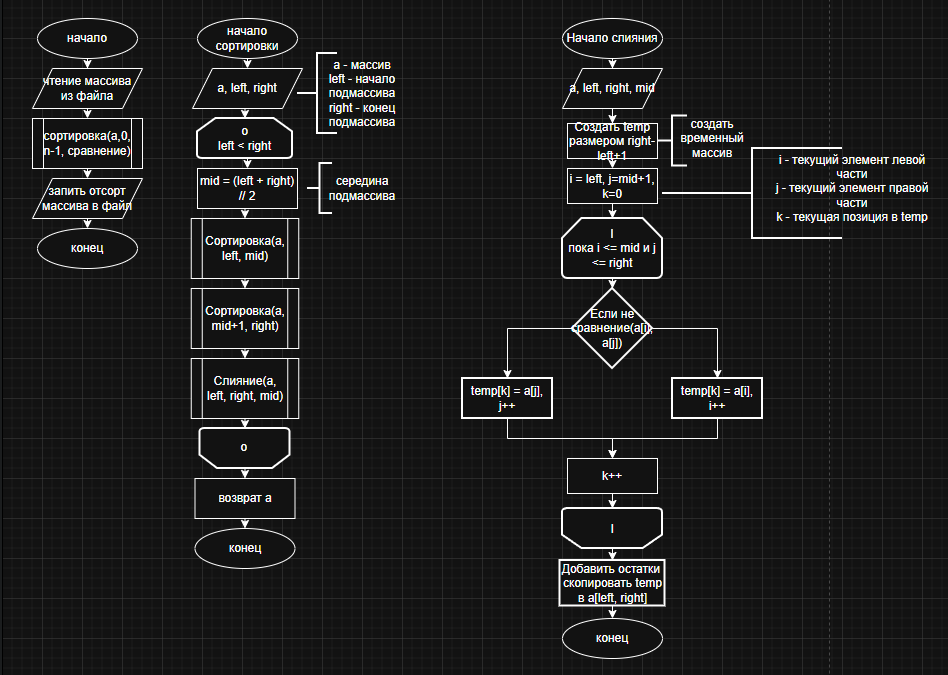 начало
чтение массива
из файла
сортировка(a,0,
n-1, сравнение)
запить отсорт
массива в файл
конец
начало
сортировки
a, left, right
a - массив
left - начало
подмассива
right - конец
подмассива
o
left < right
mid = (left + right)
// 2
середина
подмассива
Сортировка(a,
left, mid)
Сортировка(a,
mid+1, right)
Слияние(a,
left, right, mid)
o
возврат a
конец
Начало слияния
a, left, right, mid
Создать temp
размером right-
left+1
создать
временный
массив
i = left, j=mid+1,
k=0
i - текущий элемент левой
части
j - текущий элемент правой
части
k - текущая позиция в temp
I
пока i <= mid и j
<= right
Если не
сравнение(a[i],
a[j])
temp[k] = a[j],
j++
temp[k] = a[i],
i++
k++
I
Добавить остатки
скопировать temp
в a[left, right]
конец